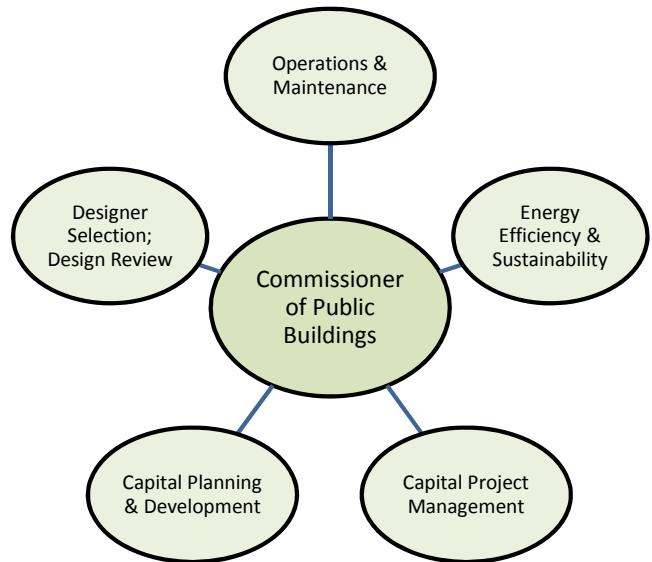 Operations &
Maintenance
Designer
Selection;
Design Review
Energy
Efficiency &
Sustainability
Commissioner
of Public
Buildings
Capital Planning
& Development
Capital Project
Management